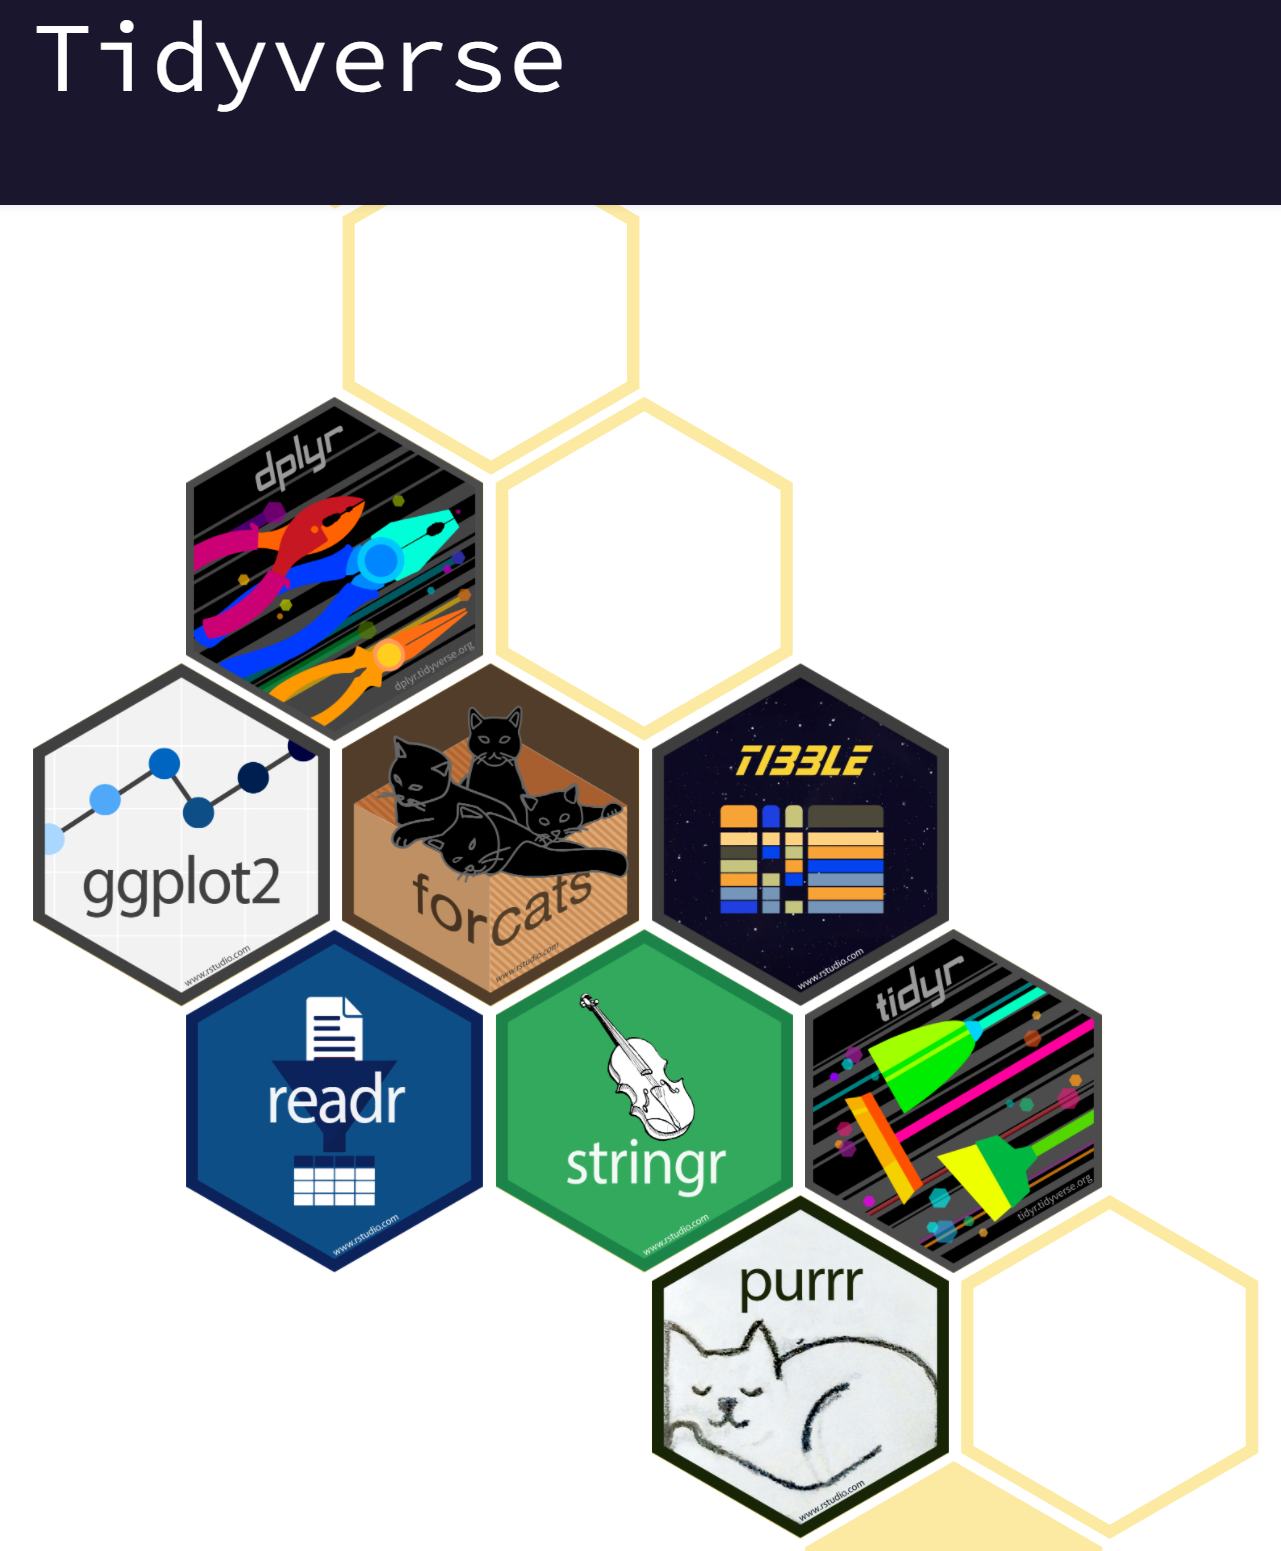 Tidyverse
dplyr
dplyr.tidyverse.org
ggplot2
www.rstudio.com
forcats
www.rstudio.com
TIBBLE
www.rstudio.com
readr
www.rstudio.com
stringr
www.rstudio.com
tidyr
tidyr.tidyverse.org
purrr
www.rstudio.com